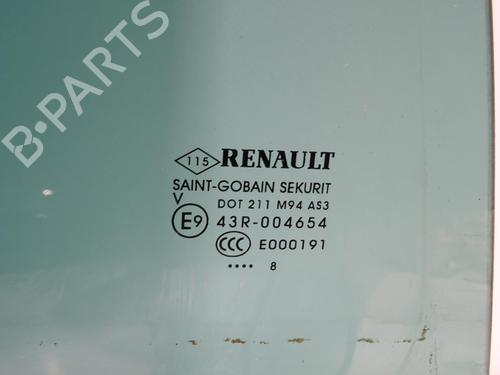 B·PARTS
115 RENAULT
SAINT-GOBAIN SEKURIT
V DOT 211 M94 AS3
E9 43R-004654
CCC E000191
•••• 8